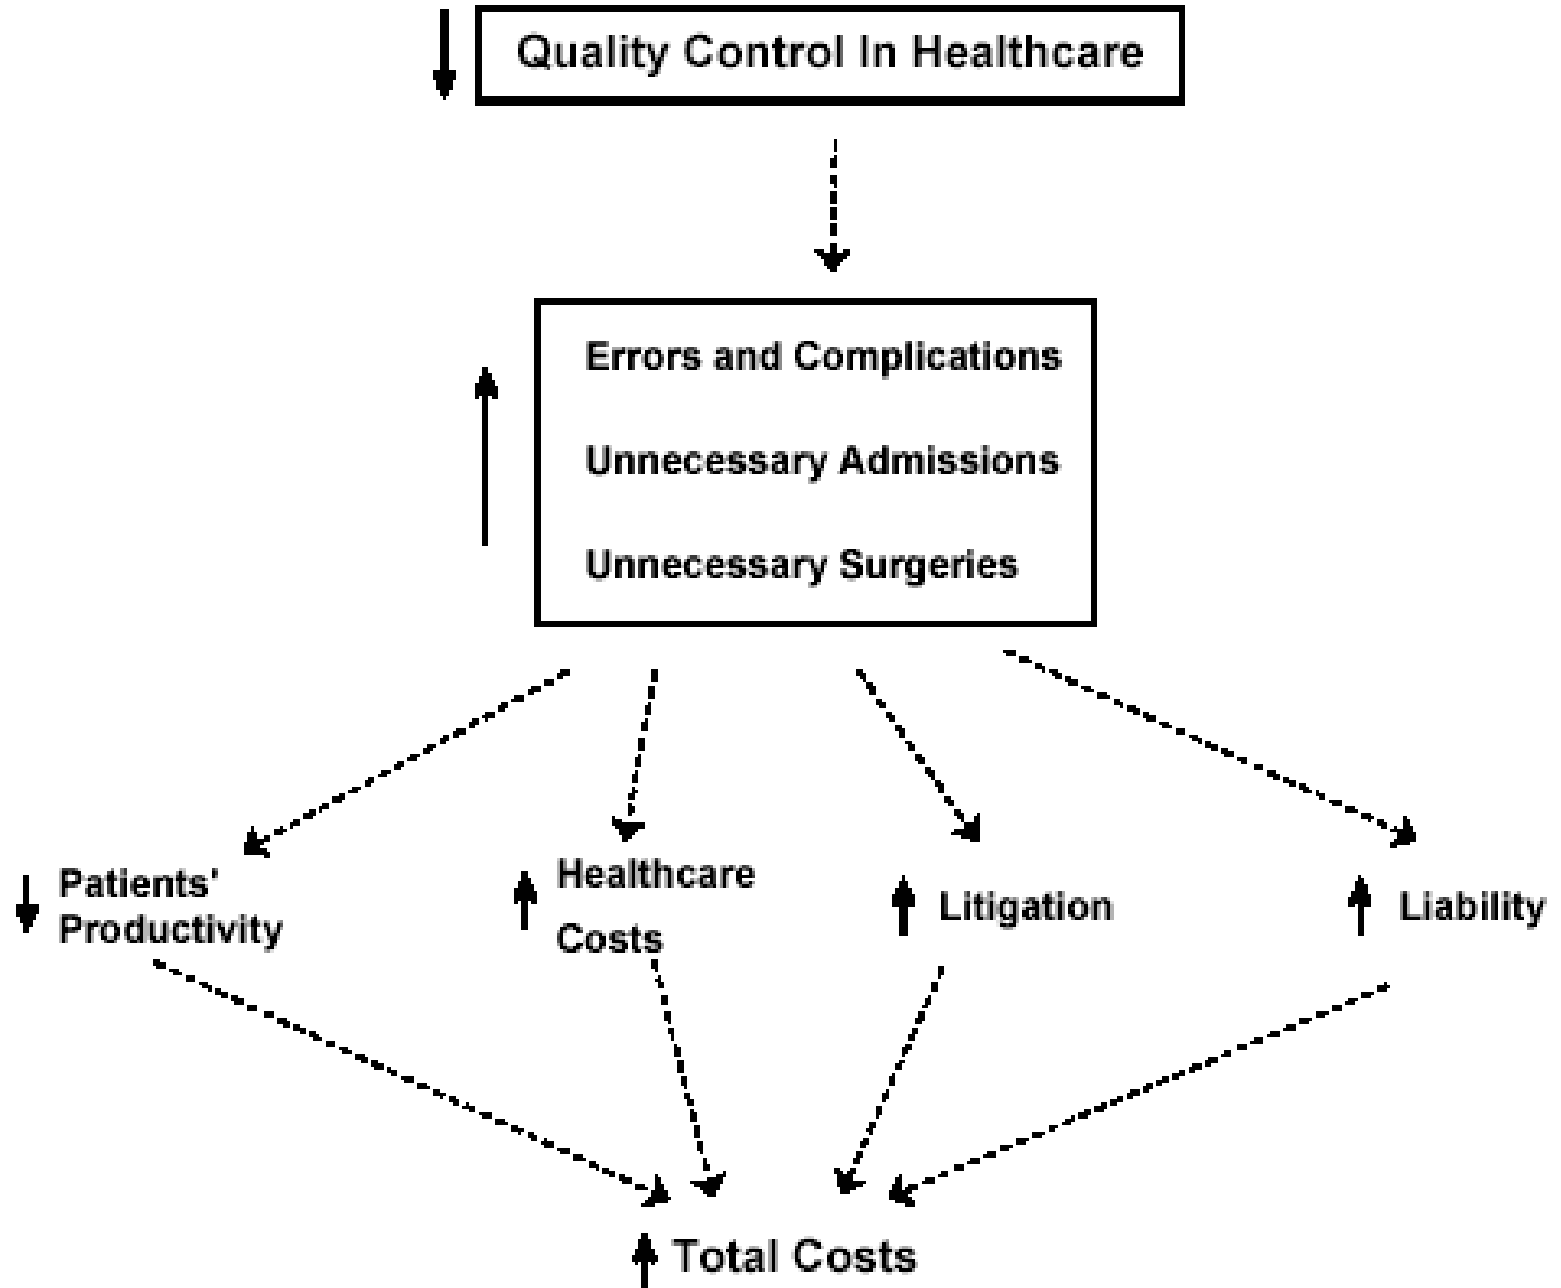 Quality Control In Healthcare
Errors and Complications
Unnecessary Admissions
Unnecessary Surgeries
Patients'
Productivity
Healthcare
Costs
Litigation
Liability
Total Costs